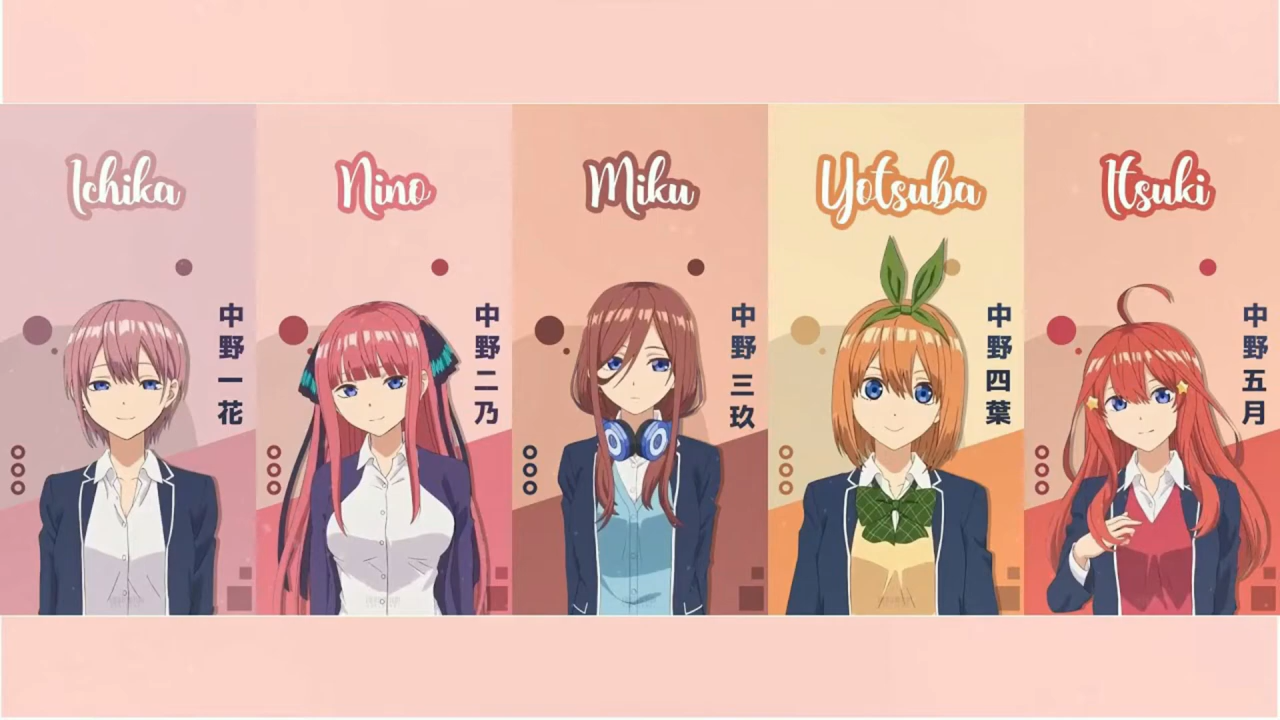 Ichika
中野一花
Nino
中野二乃
Miku
中野三玖
Yotsuba
中野四葉
Itsuki
中野五月